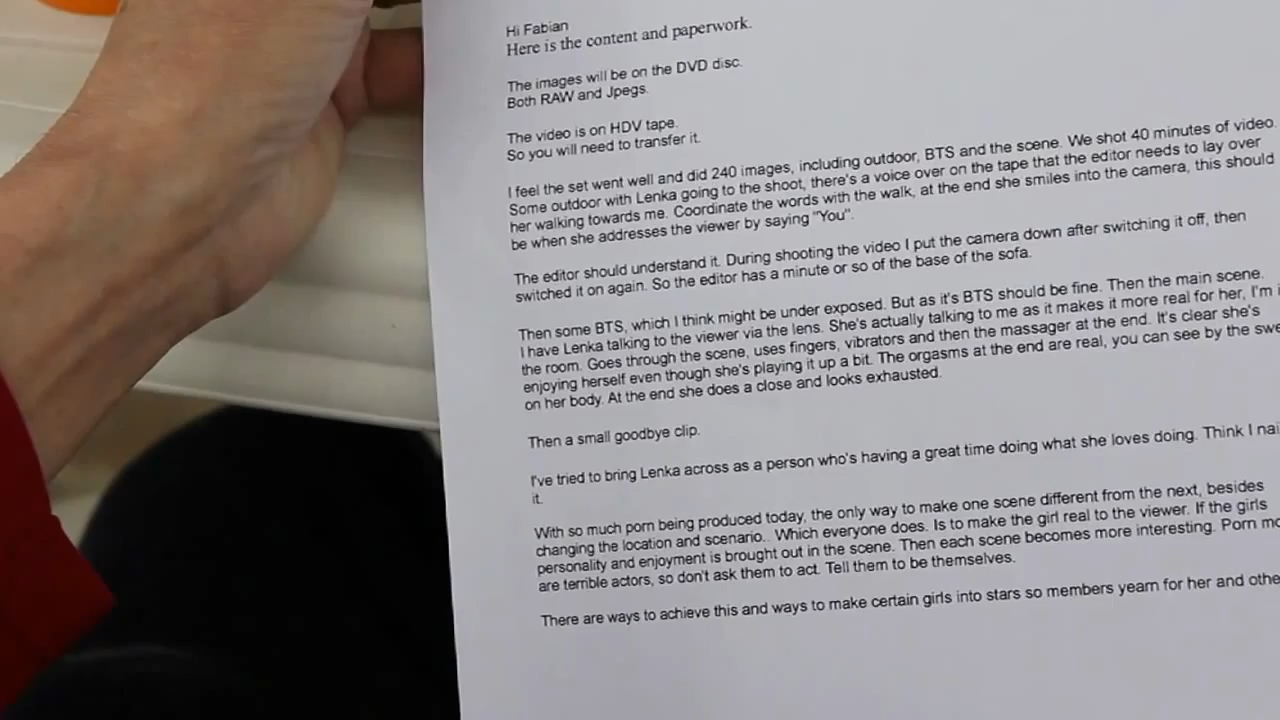 Hi Fabian
Here is the content and paperwork.
The images will be on the DVD disc.
Both RAW and Jpegs.
The video is on HDV tape.
So you will need to transfer it.
I feel the set went well and did 240 images, including outdoor, BTS and the scene. We shot 40 minutes of video.
Some outdoor with Lenka going to the shoot, there's a voice over on the tape that the editor needs to lay over
her walking towards me. Coordinate the words with the walk, at the end she smiles into the camera, this should
be when she addresses the viewer by saying "You".
The editor should understand it. During shooting the video I put the camera down after switching it off, then
switched it on again. So the editor has a minute or so of the base of the sofa.
Then some BTS, which I think might be under exposed. But as it's BTS should be fine. Then the main scene.
I have Lenka talking to the viewer via the lens. She's actually talking to me as it makes it more real for her, I'm
the room. Goes through the scene, uses fingers, vibrators and then the massager at the end. It's clear she's
enjoying herself even though she's playing it up a bit. The orgasms at the end are real, you can see by the
on her body. At the end she does a close and looks exhausted.
Then a small goodbye clip.
I've tried to bring Lenka across as a person who's having a great time doing what she loves doing. Think I
it.
With so much porn being produced today, the only way to make one scene different from the next, besides
changing the location and scenario.. Which everyone does. Is to make the girl real to the viewer. If the girls
personality and enjoyment is brought out in the scene. Then each scene becomes more interesting. Porn
are terrible actors, so don't ask them to act. Tell them to be themselves.
There are ways to achieve this and ways to make certain girls into stars so members yearn for her and